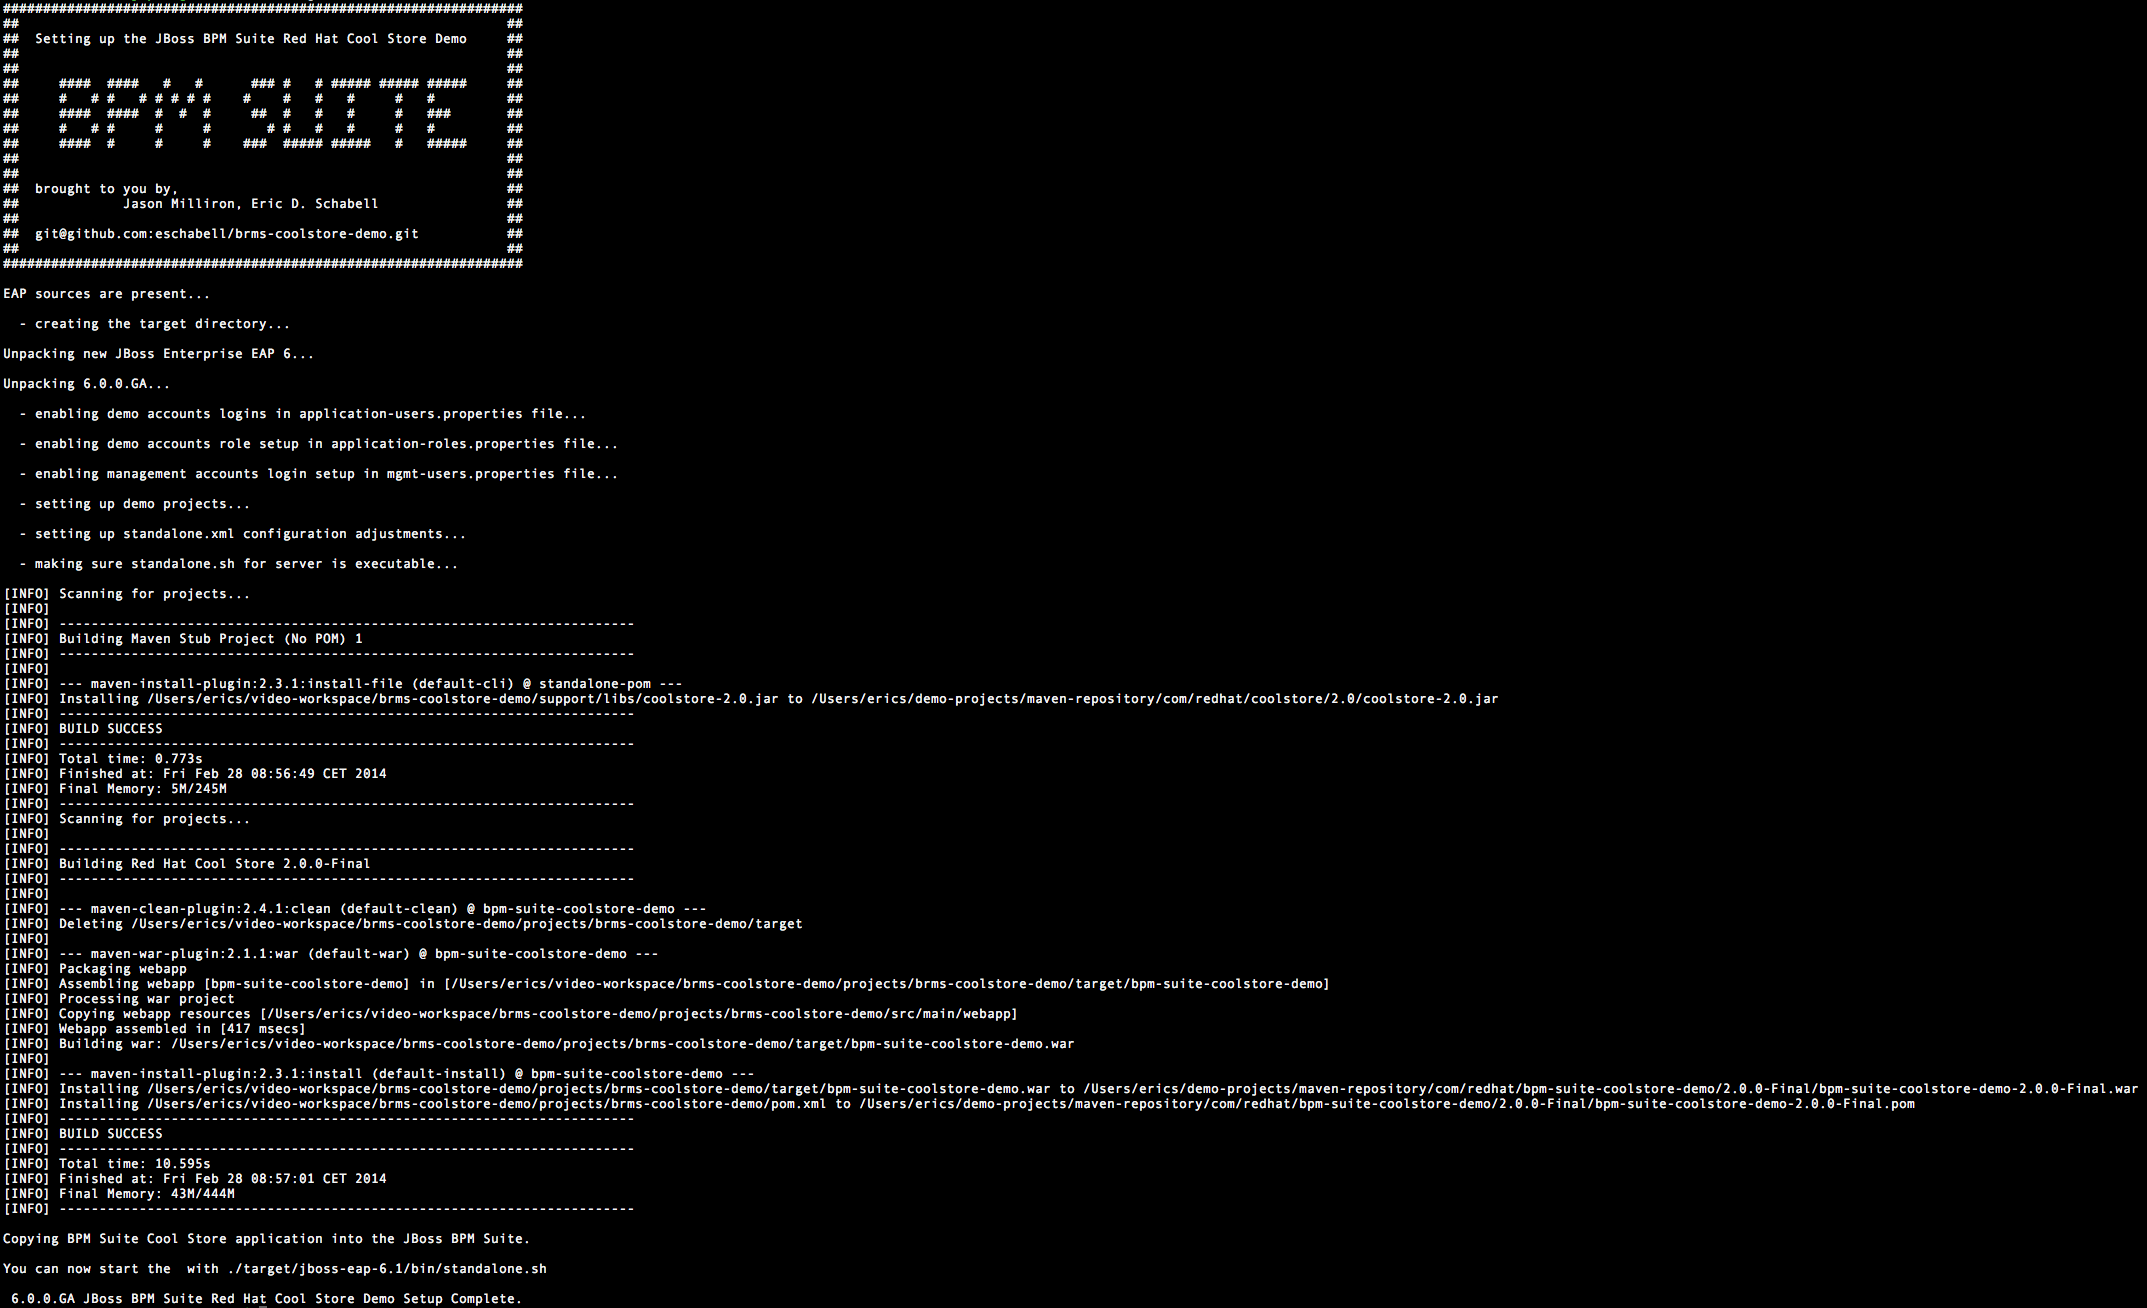 #################################################################
##                                                             ##
##  Setting up the JBoss BPM Suite Red Hat Cool Store Demo     ##
##                                                             ##
##                                                             ##
##     ####  ####   #   #      ### #   # ##### ##### #####     ##
##     #   # #   # # # # #    #    #   #   #     #   #         ##
##     ####  ####  #  #  #     ##  #   #   #     #   ###       ##
##     #   # #     #     #       # #   #   #     #   #         ##
##     ####  #     #     #    ###  ##### #####   #   #####     ##
##                                                             ##
##                                                             ##
##  brought to you by,                                         ##
##             Jason Milliron, Eric D. Schabell                ##
##                                                             ##
##  git@github.com:eschabell/brms-coolstore-demo.git           ##
##                                                             ##
#################################################################
EAP sources are present...
  - creating the target directory...
Unpacking new JBoss Enterprise EAP 6...
Unpacking 6.0.0.GA...
  - enabling demo accounts logins in application-users.properties file...
  - enabling demo accounts role setup in application-roles.properties file...
  - enabling management accounts login setup in mgmt-users.properties file...
  - setting up demo projects...
  - setting up standalone.xml configuration adjustments...
  - making sure standalone.sh for server is executable...
[INFO] Scanning for projects...
[INFO]
[INFO] ------------------------------------------------------------------------
[INFO] Building Maven Stub Project (No POM) 1
[INFO] ------------------------------------------------------------------------
[INFO]
[INFO] --- maven-install-plugin:2.3.1:install-file (default-cli) @ standalone-pom ---
[INFO] Installing /Users/erics/video-workspace/brms-coolstore-demo/support/libs/coolstore-2.0.jar to /Users/erics/demo-projects/maven-repository/com/redhat/coolstore/2.0/coolstore-2.0.jar
[INFO] ------------------------------------------------------------------------
[INFO] BUILD SUCCESS
[INFO] ------------------------------------------------------------------------
[INFO] Total time: 0.773s
[INFO] Finished at: Fri Feb 28 08:56:49 CET 2014
[INFO] Final Memory: 5M/245M
[INFO] ------------------------------------------------------------------------
[INFO] Scanning for projects...
[INFO]
[INFO] ------------------------------------------------------------------------
[INFO] Building Red Hat Cool Store 2.0.0-Final
[INFO] ------------------------------------------------------------------------
[INFO]
[INFO] --- maven-clean-plugin:2.4.1:clean (default-clean) @ bpm-suite-coolstore-demo ---
[INFO] Deleting /Users/erics/video-workspace/brms-coolstore-demo/projects/brms-coolstore-demo/target
[INFO]
[INFO] --- maven-war-plugin:2.1.1:war (default-war) @ bpm-suite-coolstore-demo ---
[INFO] Packaging webapp
[INFO] Assembling webapp [bpm-suite-coolstore-demo] in [/Users/erics/video-workspace/brms-coolstore-demo/projects/brms-coolstore-demo/target/bpm-suite-coolstore-demo]
[INFO] Processing war project
[INFO] Copying webapp resources [/Users/erics/video-workspace/brms-coolstore-demo/projects/brms-coolstore-demo/src/main/webapp]
[INFO] Webapp assembled in [417 msecs]
[INFO] Building war: /Users/erics/video-workspace/brms-coolstore-demo/projects/brms-coolstore-demo/target/bpm-suite-coolstore-demo.war
[INFO]
[INFO] --- maven-install-plugin:2.3.1:install (default-install) @ bpm-suite-coolstore-demo ---
[INFO] Installing /Users/erics/video-workspace/brms-coolstore-demo/projects/brms-coolstore-demo/target/bpm-suite-coolstore-demo.war to /Users/erics/demo-projects/maven-repository/com/redhat/bpm-suite-coolstore-demo/2.0.0-Final/bpm-suite-coolstore-demo-2.0.0-Final.war
[INFO] Installing /Users/erics/video-workspace/brms-coolstore-demo/projects/brms-coolstore-demo/pom.xml to /Users/erics/demo-projects/maven-repository/com/redhat/bpm-suite-coolstore-demo/2.0.0-Final/bpm-suite-coolstore-demo-2.0.0-Final.pom
[INFO] ------------------------------------------------------------------------
[INFO] BUILD SUCCESS
[INFO] ------------------------------------------------------------------------
[INFO] Total time: 10.595s
[INFO] Finished at: Fri Feb 28 08:57:01 CET 2014
[INFO] Final Memory: 43M/444M
[INFO] ------------------------------------------------------------------------
Copying BPM Suite Cool Store application into the JBoss BPM Suite.
You can now start the  with ./target/jboss-eap-6.1/bin/standalone.sh
 6.0.0.GA JBoss BPM Suite Red Hat Cool Store Demo Setup Complete.